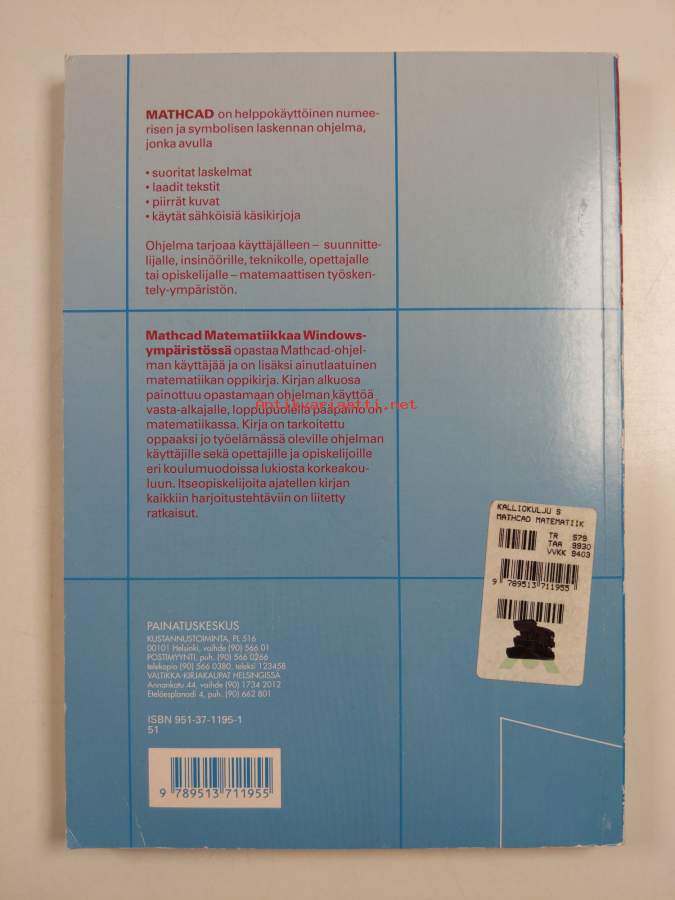 MATHCAD on helppokäyttöinen numee-
risen ja symbolisen laskennan ohjelma,
jonka avulla
• suoritat laskelmat
• laadit tekstit
• piirrät kuvat
• käytät sähköisiä käsikirjoja
Ohjelma tarjoaa käyttäjälleen – suunnitte-
lijalle, insinöörille, teknikolle, opettajalle
tai opiskelijalle – matemaattisen työsken-
tely-ympäristön.
Mathcad Matematiikkaa Windows-
ympäristössä opastaa Mathcad-ohjel-
man käyttäjää ja on lisäksi ainutlaatuinen
matematiikan oppikirja. Kirjan alkuosa
painottuu opastamaan ohjelman käyttöä
vasta-alkajalle, loppupuolella pääpaino on
matematiikassa. Kirja on tarkoitettu
oppaaksi jo työelämässä oleville ohjelman
käyttäjille sekä opettajille ja opiskelijoille
eri koulumuodoissa lukiosta korkeakou-
luun. Itseopiskelijoita ajatellen kirjan
kaikkiin harjoitustehtäviin on liitetty
ratkaisut.
antikvariaatti.net
KALLIOKULJU S
MATHCAD MATEMATIIK
TR 579
TAA 9930
VVKK 9403
9 789513 711955
PAINATUSKESKUS
KUSTANNUSTOIMINTA, PL 516
00101 Helsinki, vaihde (90) 566 01
POSTIMYYNTI, puh. (90) 566 0266
telekopio (90) 566 0380, teleksi 123458
VALTIKKA-KIRJAKAUPAT HELSINGISSÄ
Annankatu 44, vaihde (90) 1734 2012
Eteläesplanadi 4, puh. (90) 662 801
ISBN 951-37-1195-1
51
9 789513 711955